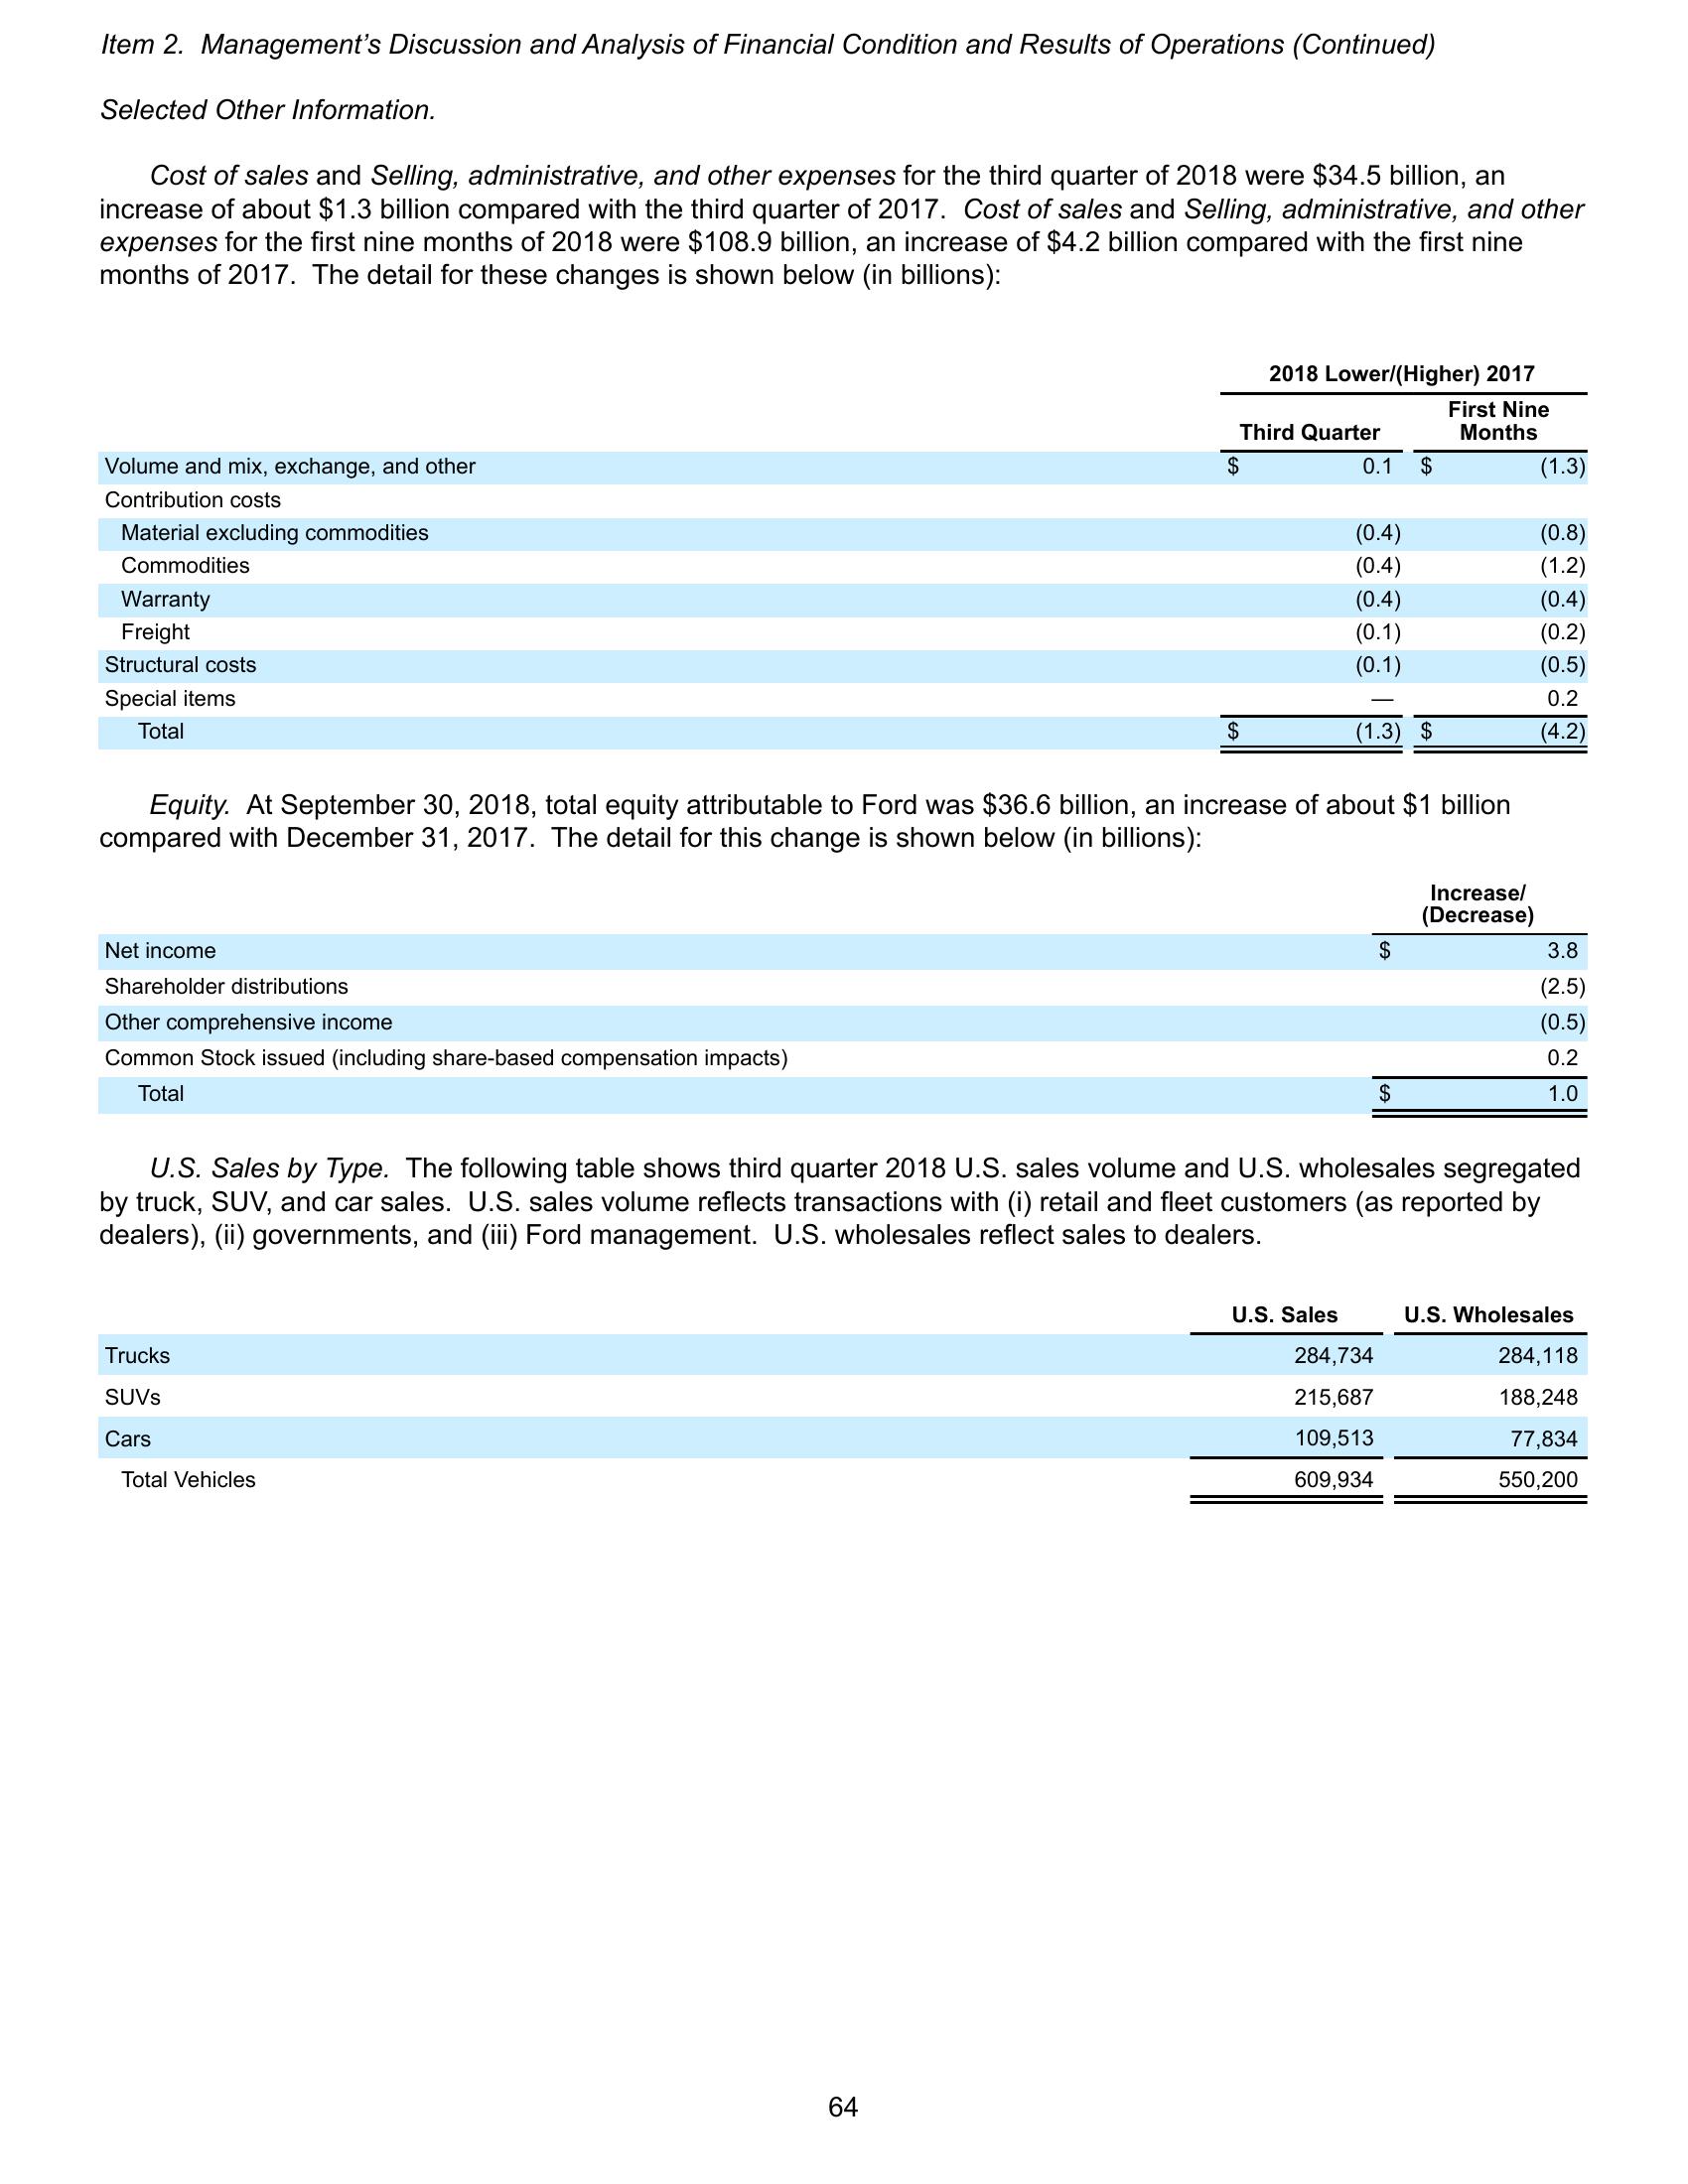 Item 2.  Management’s Discussion and Analysis of Financial Condition and Results of Operations (Continued)
Selected Other Information.
Cost of sales and Selling, administrative, and other expenses for the third quarter of 2018 were $34.5 billion, an
increase of about $1.3 billion compared with the third quarter of 2017.  Cost of sales and Selling, administrative, and other
expenses for the first nine months of 2018 were $108.9 billion, an increase of $4.2 billion compared with the first nine
months of 2017.  The detail for these changes is shown below (in billions):
2018 Lower/(Higher) 2017
Third Quarter First Nine Months
Volume and mix, exchange, and other $ 0.1 $ (1.3)
Contribution costs
Material excluding commodities (0.4) (0.8)
Commodities (0.4) (1.2)
Warranty (0.4) (0.4)
Freight (0.1) (0.2)
Structural costs (0.1) (0.5)
Special items — 0.2
Total $ (1.3) $ (4.2)
Equity.  At September 30, 2018, total equity attributable to Ford was $36.6 billion, an increase of about $1 billion
compared with December 31, 2017.  The detail for this change is shown below (in billions):
Increase/
(Decrease)
Net income $ 3.8
Shareholder distributions (2.5)
Other comprehensive income (0.5)
Common Stock issued (including share-based compensation impacts) 0.2
Total $ 1.0
U.S. Sales by Type.  The following table shows third quarter 2018 U.S. sales volume and U.S. wholesales segregated
by truck, SUV, and car sales.  U.S. sales volume reflects transactions with (i) retail and fleet customers (as reported by
dealers), (ii) governments, and (iii) Ford management.  U.S. wholesales reflect sales to dealers.
U.S. Sales U.S. Wholesales
Trucks 284,734 284,118
SUVs 215,687 188,248
Cars 109,513 77,834
Total Vehicles 609,934 550,200
64